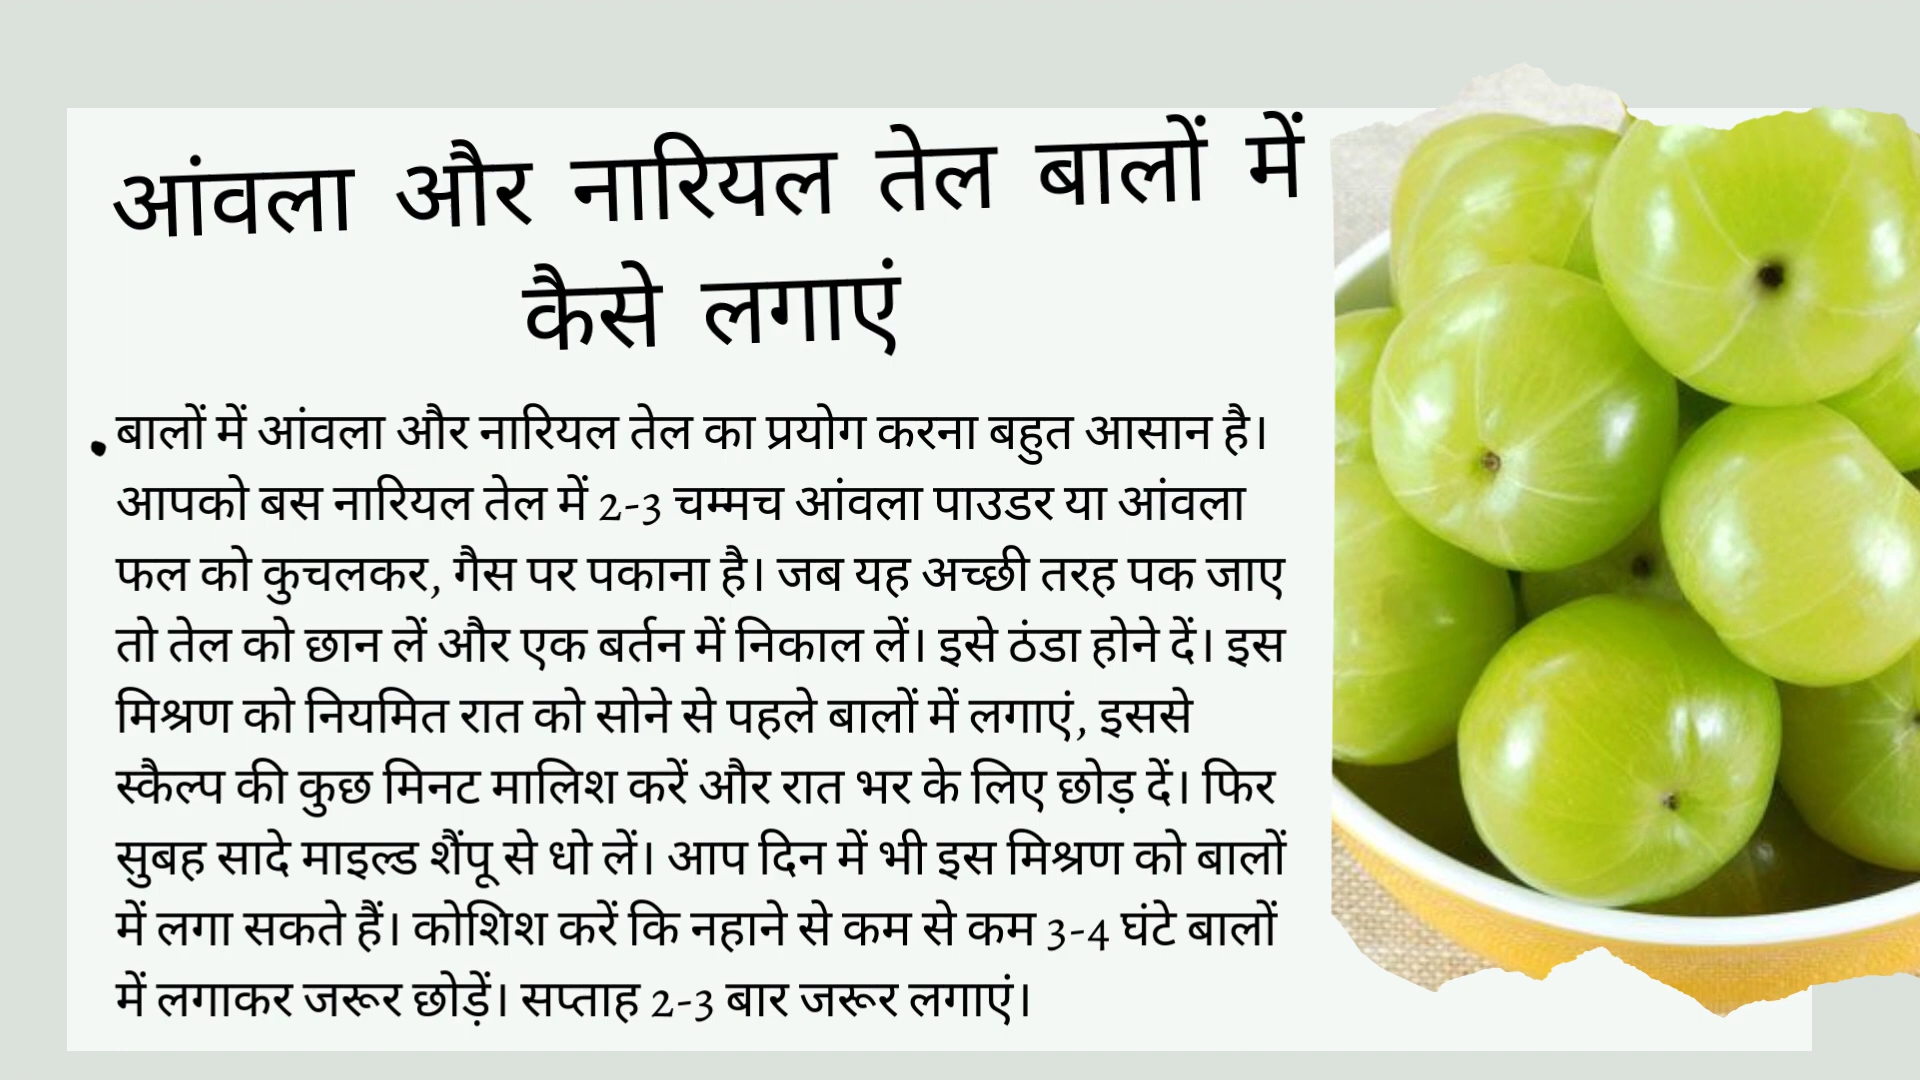 आंवला और नारियल तेल बालों में
कैसे लगाएं
• बालों में आंवला और नारियल तेल का प्रयोग करना बहुत आसान है।
आपको बस नारियल तेल में 2-3 चम्मच आंवला पाउडर या आंवला
फल को कुचलकर, गैस पर पकाना है। जब यह अच्छी तरह पक जाए
तो तेल को छान लें और एक बर्तन में निकाल लें। इसे ठंडा होने दें। इस
मिश्रण को नियमित रात को सोने से पहले बालों में लगाएं, इससे
स्कैल्प की कुछ मिनट मालिश करें और रात भर के लिए छोड़ दें। फिर
सुबह सादे माइल्ड शैंपू से धो लें। आप दिन में भी इस मिश्रण को बालों
में लगा सकते हैं। कोशिश करें कि नहाने से कम से कम 3-4 घंटे बालों
में लगाकर जरूर छोड़ें। सप्ताह 2-3 बार जरूर लगाएं।